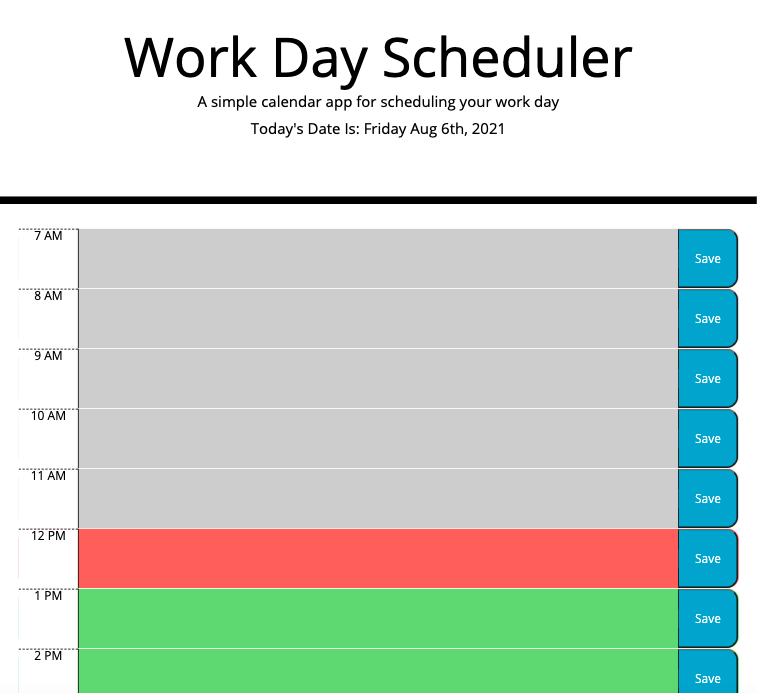 Work Day Scheduler
A simple calendar app for scheduling your work day
Today's Date Is: Friday Aug 6th, 2021
7 AM
Save
8 AM
Save
9 AM
Save
10 AM
Save
11 AM
Save
12 PM
Save
1 PM
Save
2 PM
Save